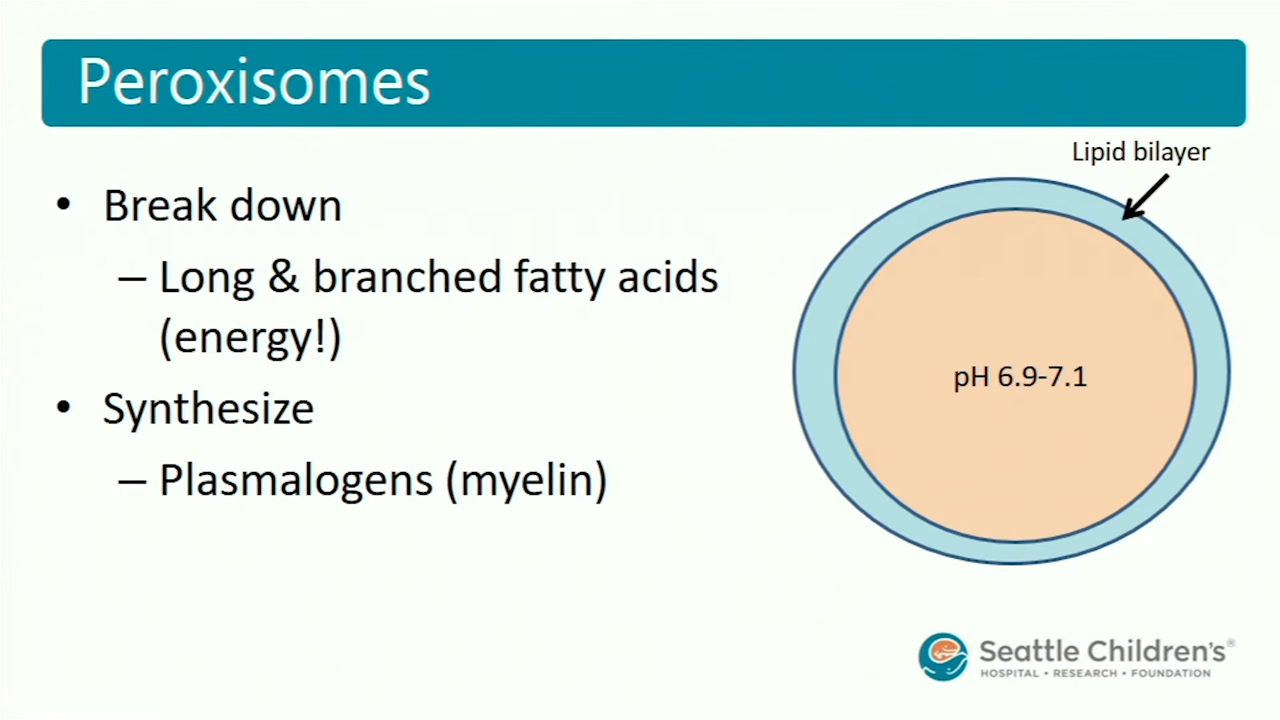 Peroxisomes
• Break down
– Long & branched fatty acids
(energy!)
• Synthesize
– Plasmalogens (myelin)
Lipid bilayer
pH 6.9-7.1
Seattle Children's®
HOSPITAL • RESEARCH • FOUNDATION